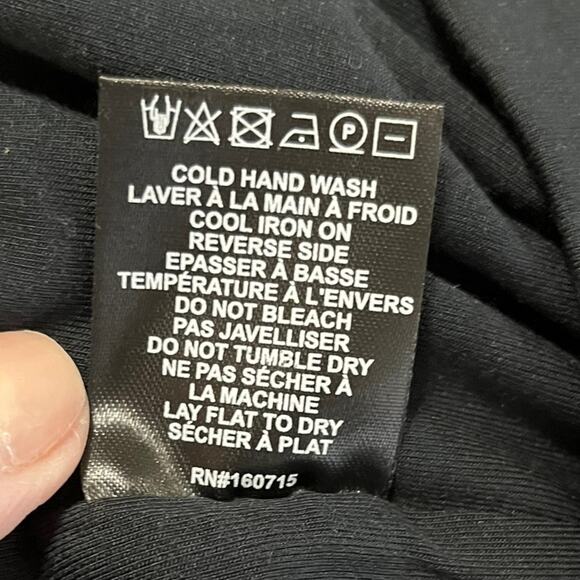 P
COLD HAND WASH
LAVER À LA MAIN À FROID
COOL IRON ON
REVERSE SIDE
EPASSER À BASSE
TEMPÉRATURE À L'ENVERS
DO NOT BLEACH
PAS JAVELLISER
DO NOT TUMBLE DRY
NE PAS SÉCHER À
LA MACHINE
LAY FLAT TO DRY
SÉCHER À PLAT
RN#160715